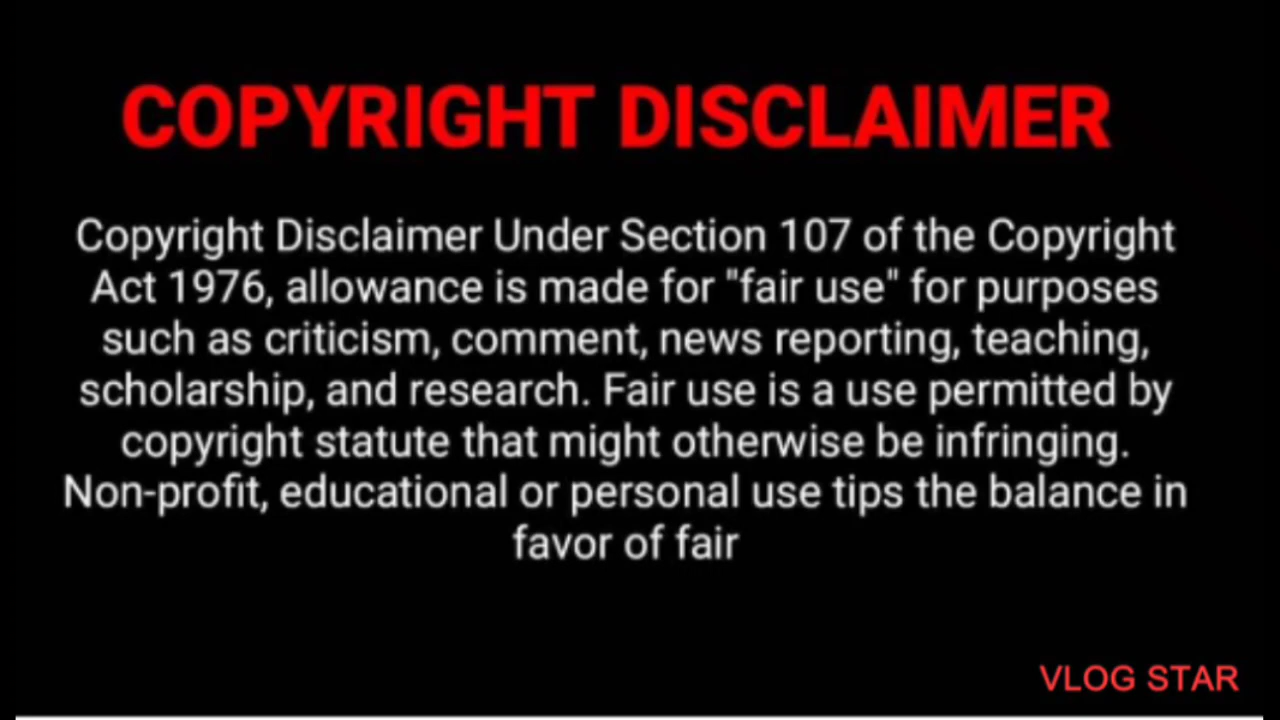 COPYRIGHT DISCLAIMER
Copyright Disclaimer Under Section 107 of the Copyright
Act 1976, allowance is made for "fair use" for purposes
such as criticism, comment, news reporting, teaching,
scholarship, and research. Fair use is a use permitted by
copyright statute that might otherwise be infringing.
Non-profit, educational or personal use tips the balance in
favor of fair
VLOG STAR